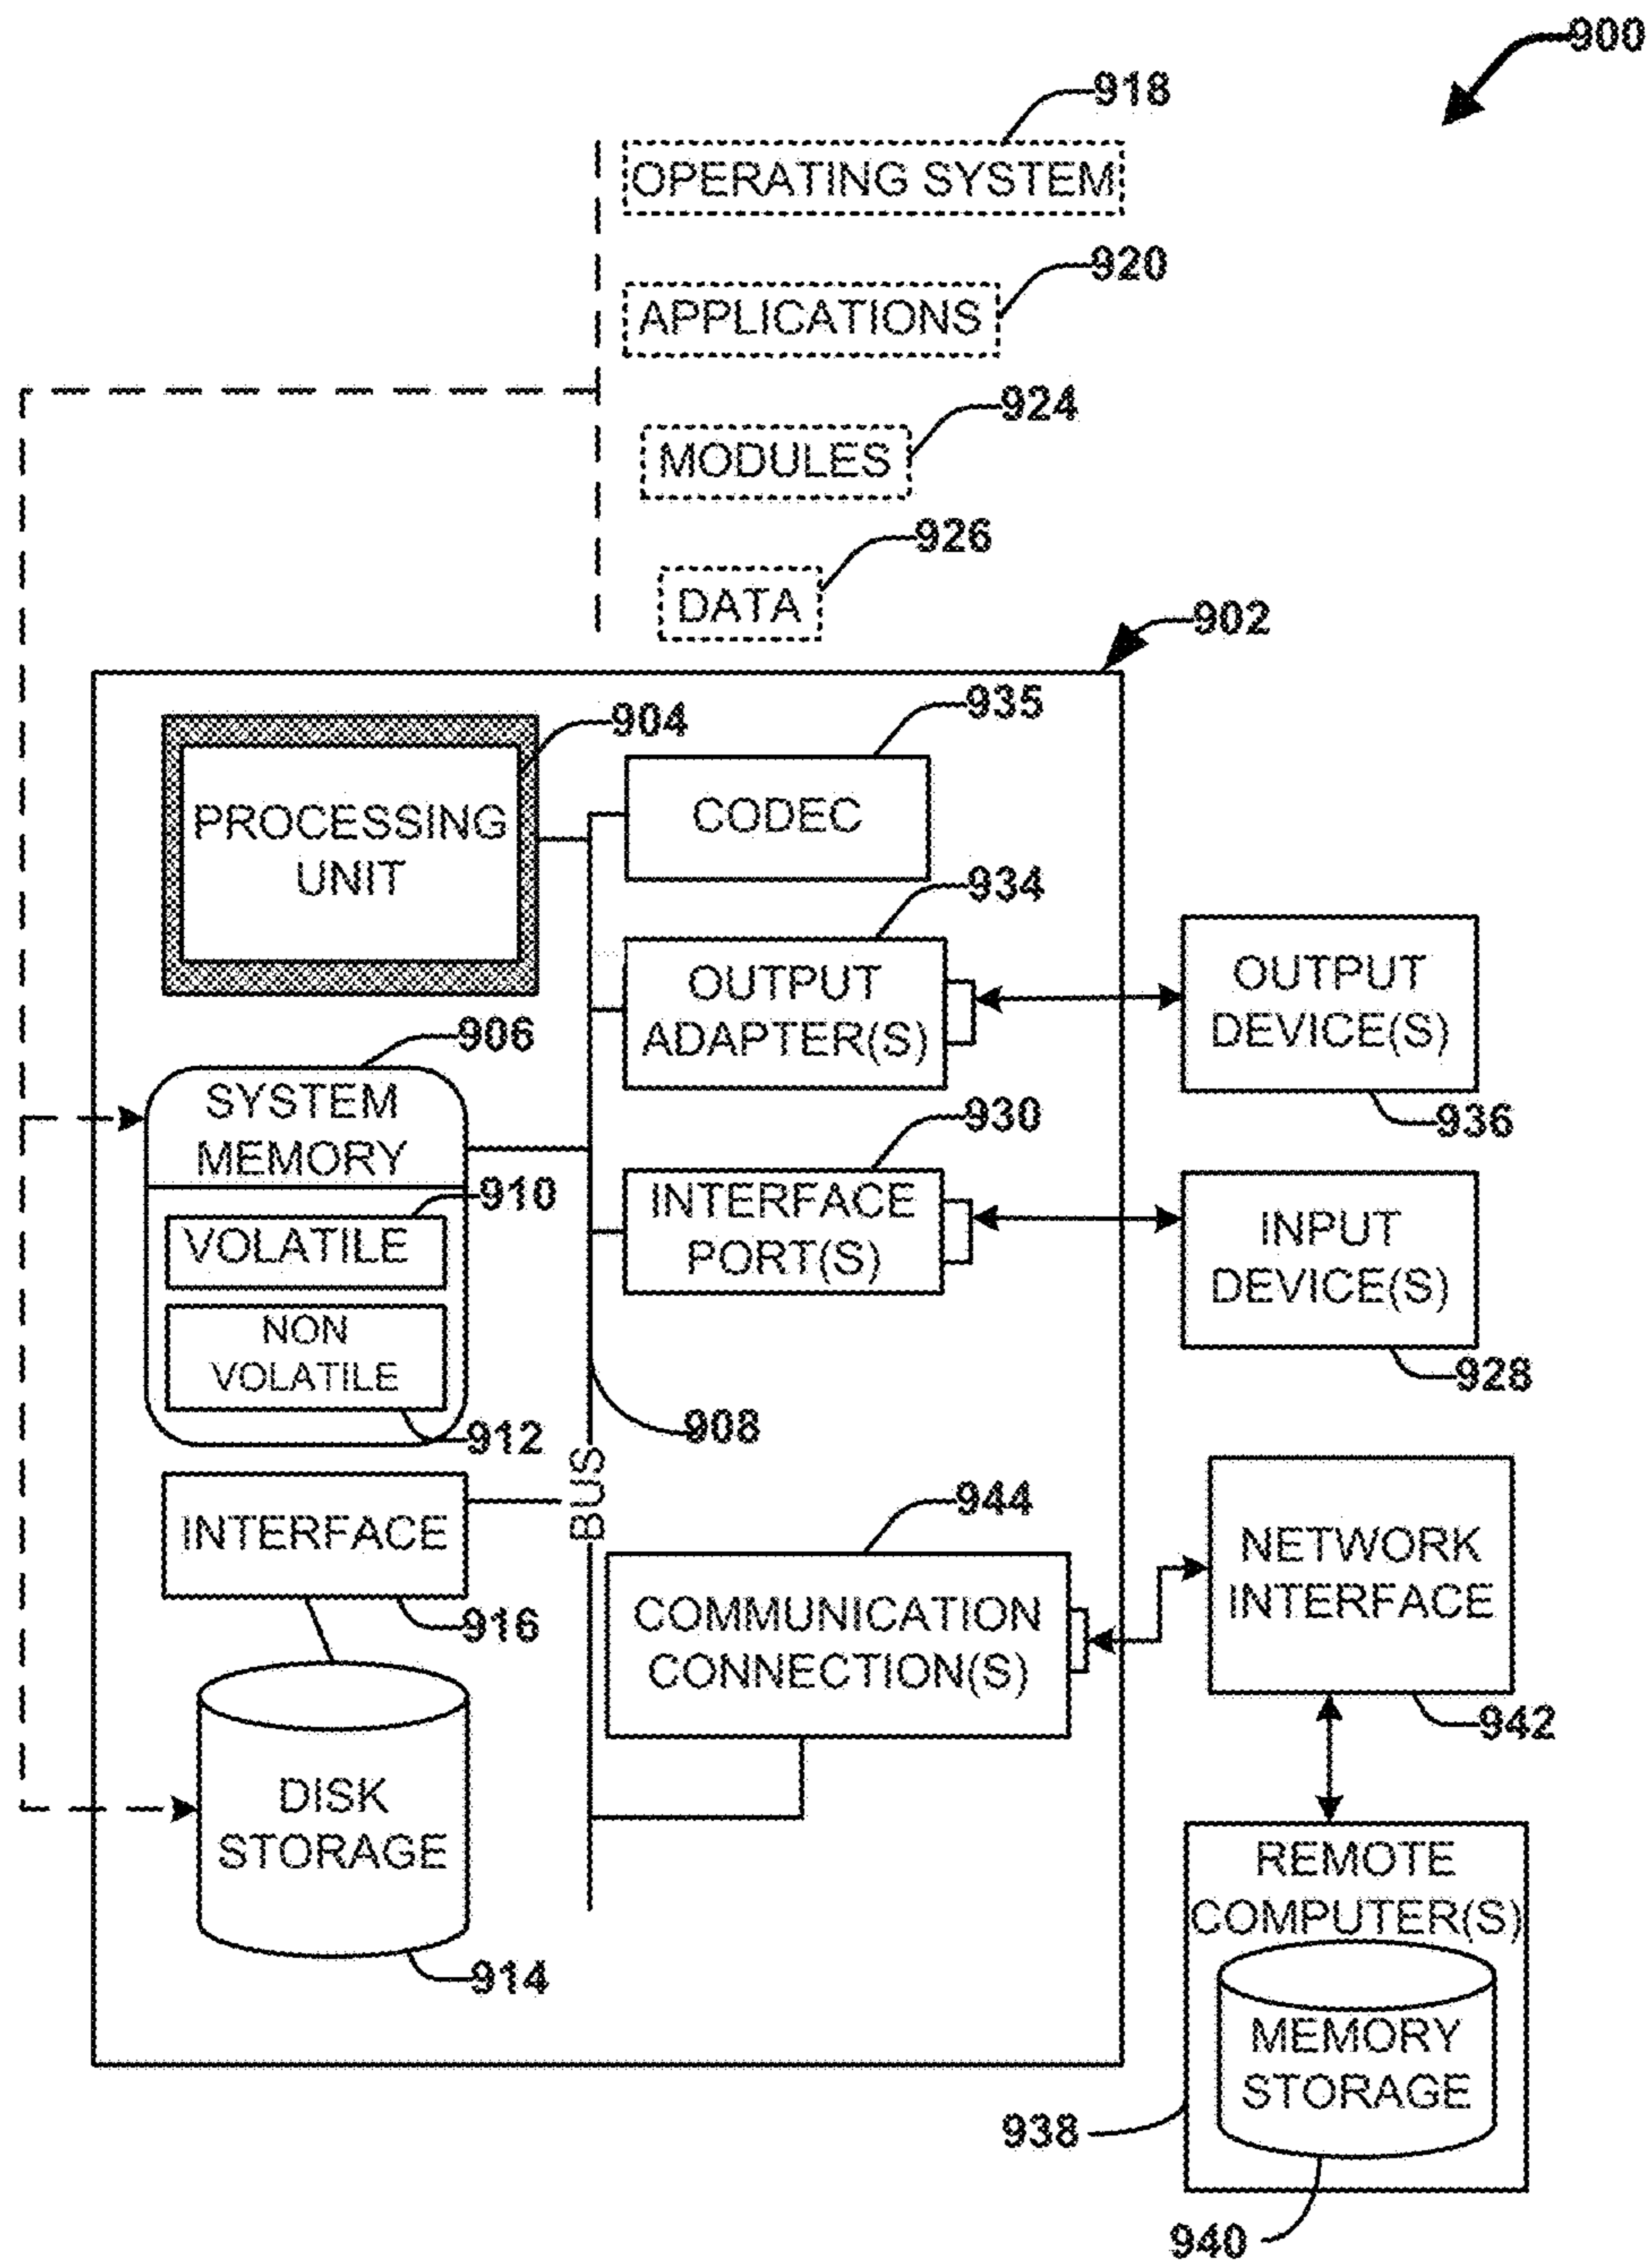 900
918
OPERATING SYSTEM
920
APPLICATIONS
924
MODULES
926
DATA
902
904
PROCESSING
UNIT
935
CODEC
934
OUTPUT
ADAPTER(S)
OUTPUT
DEVICE(S)
936
906
SYSTEM
MEMORY
910
VOLATILE
NON
VOLATILE
912
930
INTERFACE
PORT(S)
INPUT
DEVICE(S)
928
908
BUS
INTERFACE
916
944
COMMUNICATION
CONNECTION(S)
NETWORK
INTERFACE
942
DISK
STORAGE
914
REMOTE
COMPUTER(S)
MEMORY
STORAGE
938
940